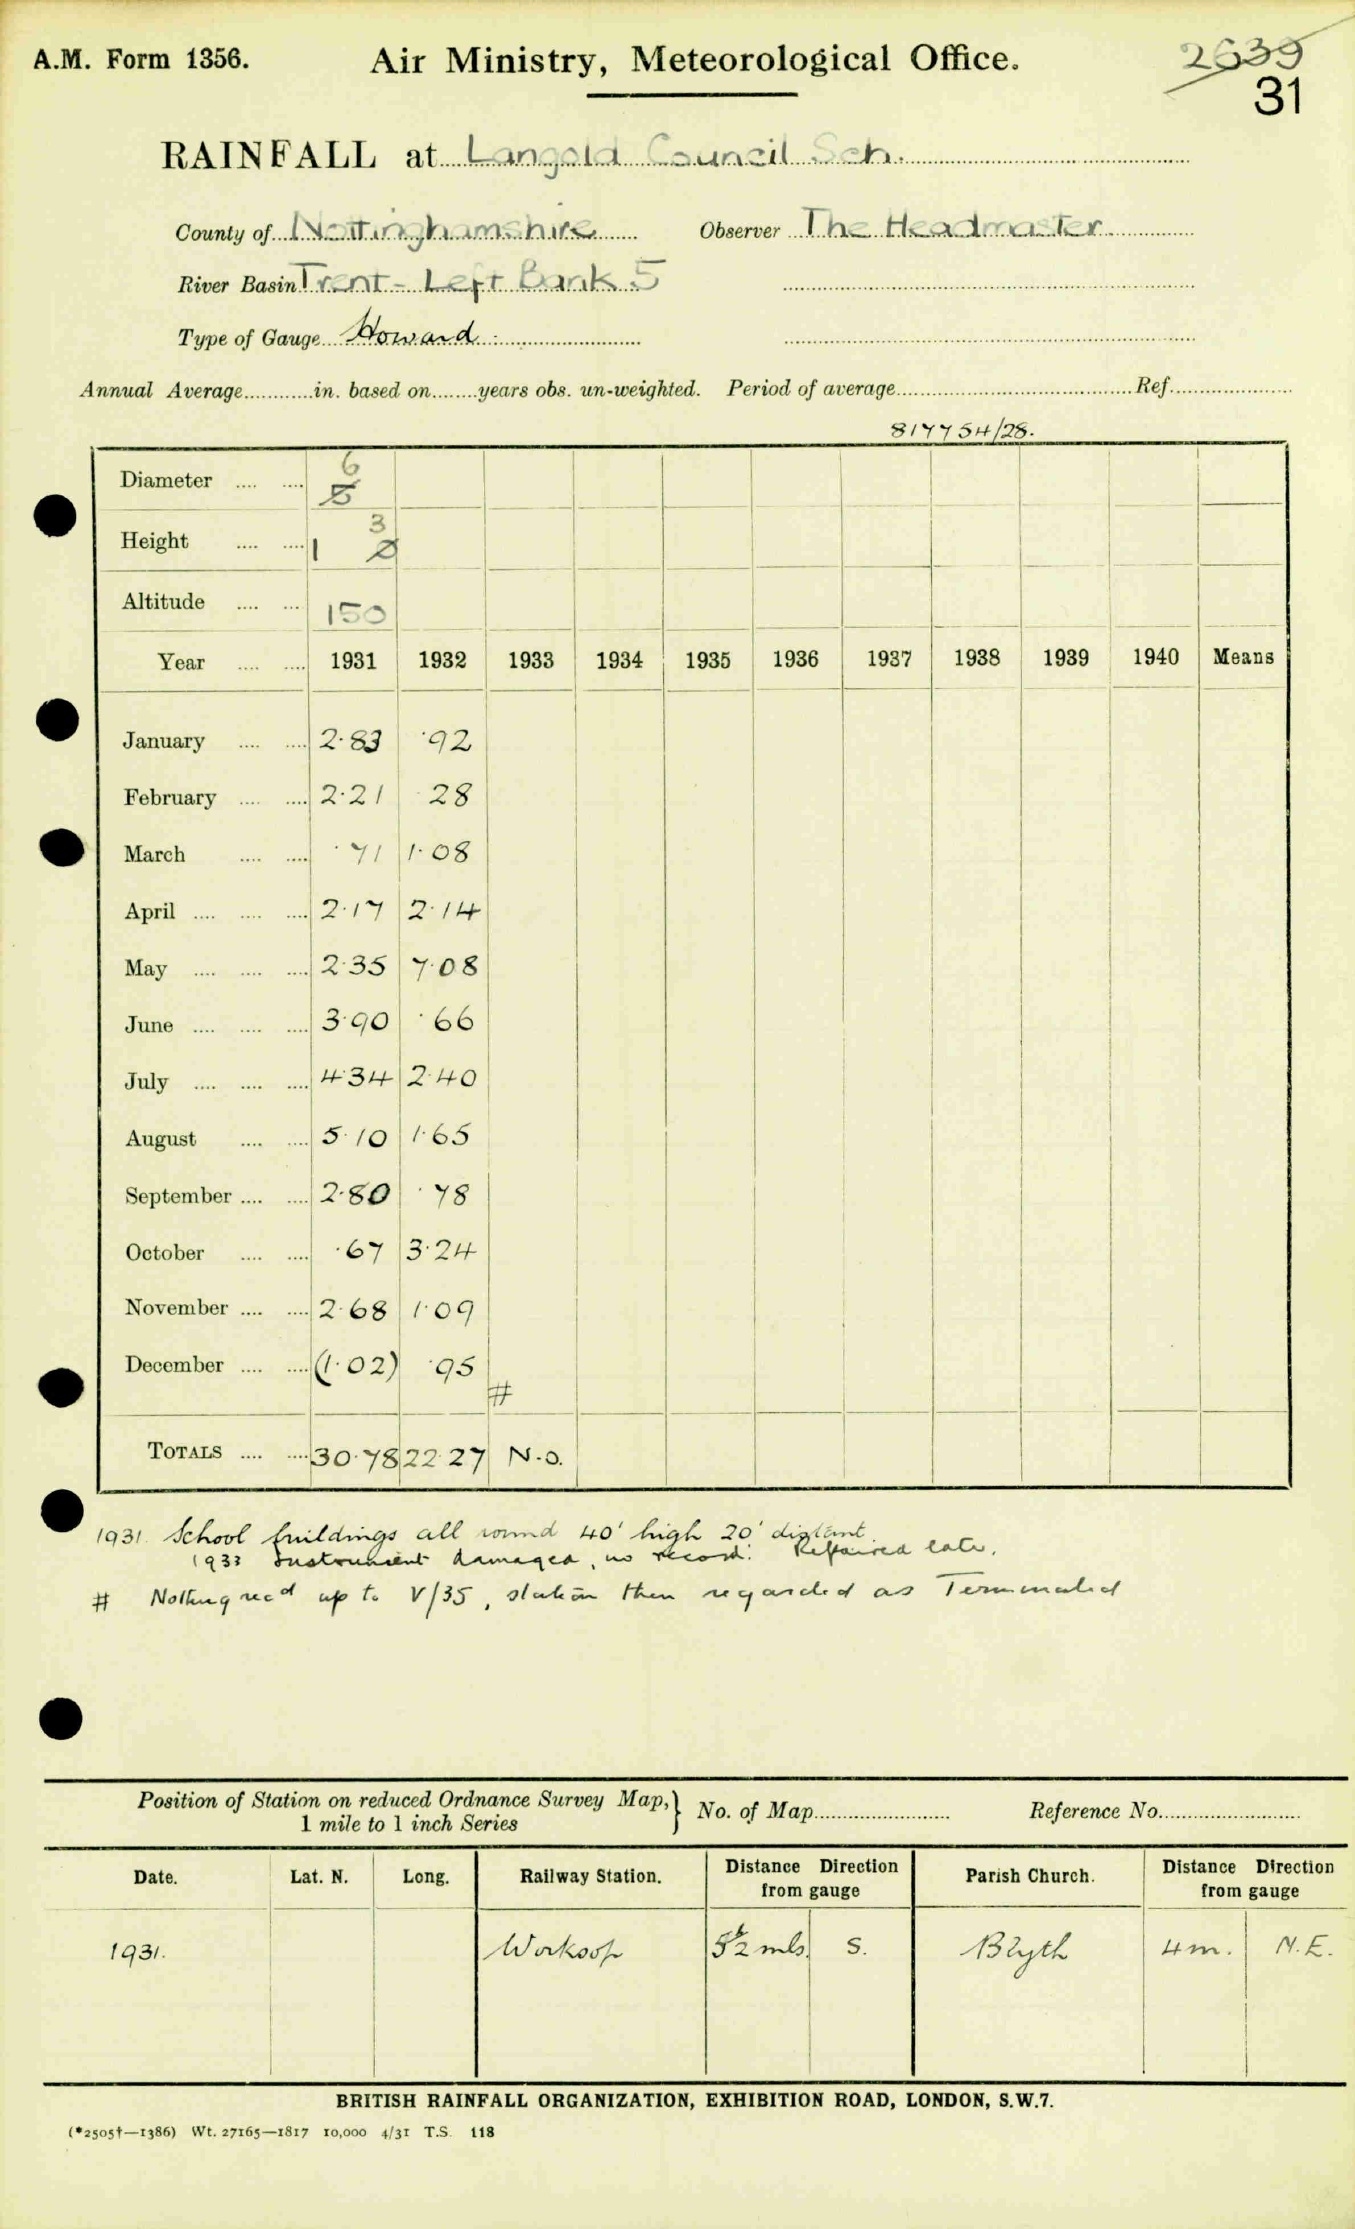 A.M. Form 1356. Air Ministry, Meteorological Office. 2639
31
RAINFALL at Langold Council Sch.
County of Nottinghamshire Observer The Headmaster
River Basin Trent - Left Bank 5
Type of Gauge Howard
Annual Average............in. based on........years obs. un-weighted. Period of average........................Ref.....................
817754/28.
Diameter .... .... 6 5
Height .... .... 1 3 0
Altitude .... .... 150
Year .... .... 1931 1932 1933 1934 1935 1936 1937 1938 1939 1940 Means
January .... .... 2.83 .92
February .... .... 2.21 28
March .... .... .71 1.08
April .... .... .... 2.17 2.14
May .... .... .... 2.35 7.08
June .... .... .... 3.90 .66
July .... .... .... 4.34 2.40
August .... .... 5.10 1.65
September .... .... 2.80 .78
October .... .... .67 3.24
November .... .... 2.68 1.09
December .... .... (1.02) .95
#
TOTALS .... .... 30.78 22.27 N.O.
1931 School buildings all round 40' high 20' distant
1933 Instrument damaged, no record. Repaired late.
# Nothing recd up to V/35, station then regarded as Terminated
Position of Station on reduced Ordnance Survey Map, } No. of Map........................ Reference No.........................
1 mile to 1 inch Series
Date. Lat. N. Long. Railway Station. Distance Direction from gauge Parish Church. Distance Direction from gauge
1931. Worksop 5½ mls. S. Blyth 4 m. N.E.
BRITISH RAINFALL ORGANIZATION, EXHIBITION ROAD, LONDON, S.W.7.
(*2505†—1386) Wt. 27165—1817 10,000 4/31 T.S. 118